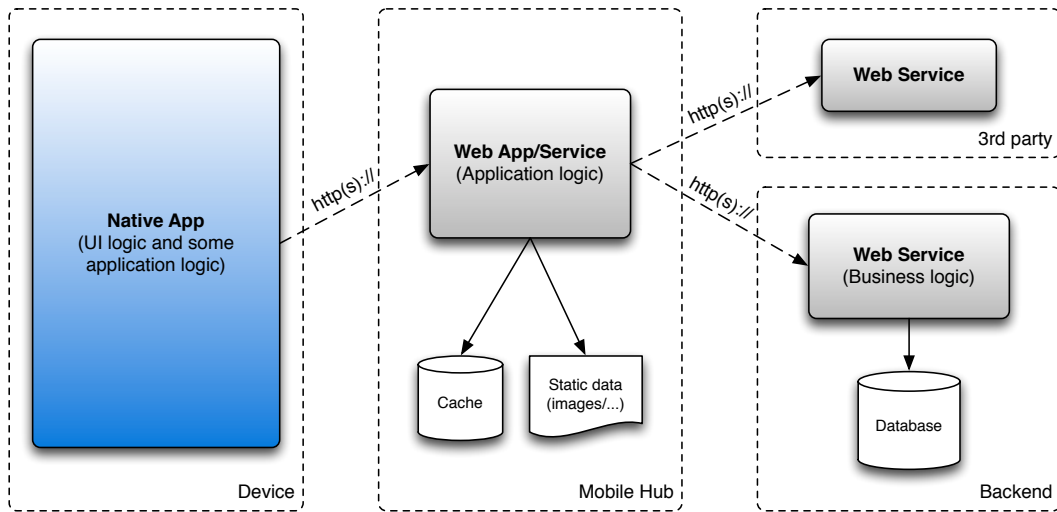 Native App
(UI logic and some
application logic)
Device
http(s)://
Web App/Service
(Application logic)
Cache
Static data
(images/...)
Mobile Hub
http(s)://
http(s)://
Web Service
3rd party
Web Service
(Business logic)
Database
Backend